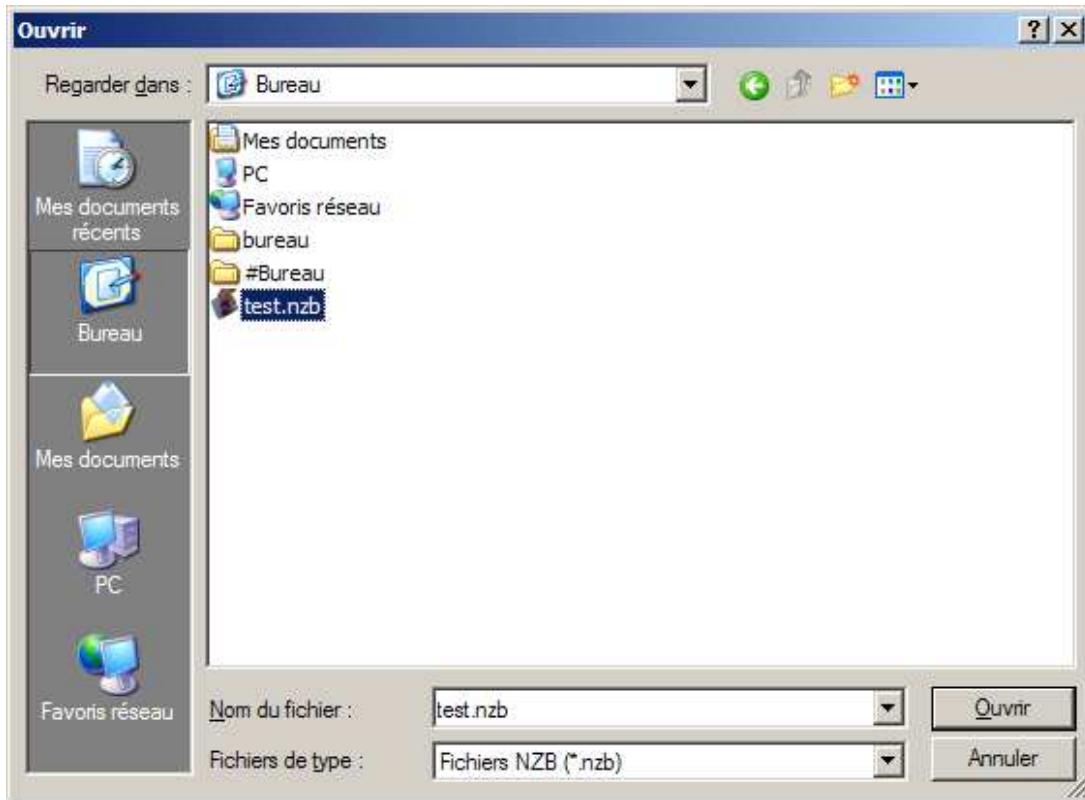 Ouvrir
Regarder dans :
Bureau
Mes documents
récents
Bureau
Mes documents
PC
Favoris réseau
Mes documents
PC
Favoris réseau
bureau
#Bureau
test.nzb
Nom du fichier :
test.nzb
Ouvrir
Fichiers de type :
Fichiers NZB (*.nzb)
Annuler